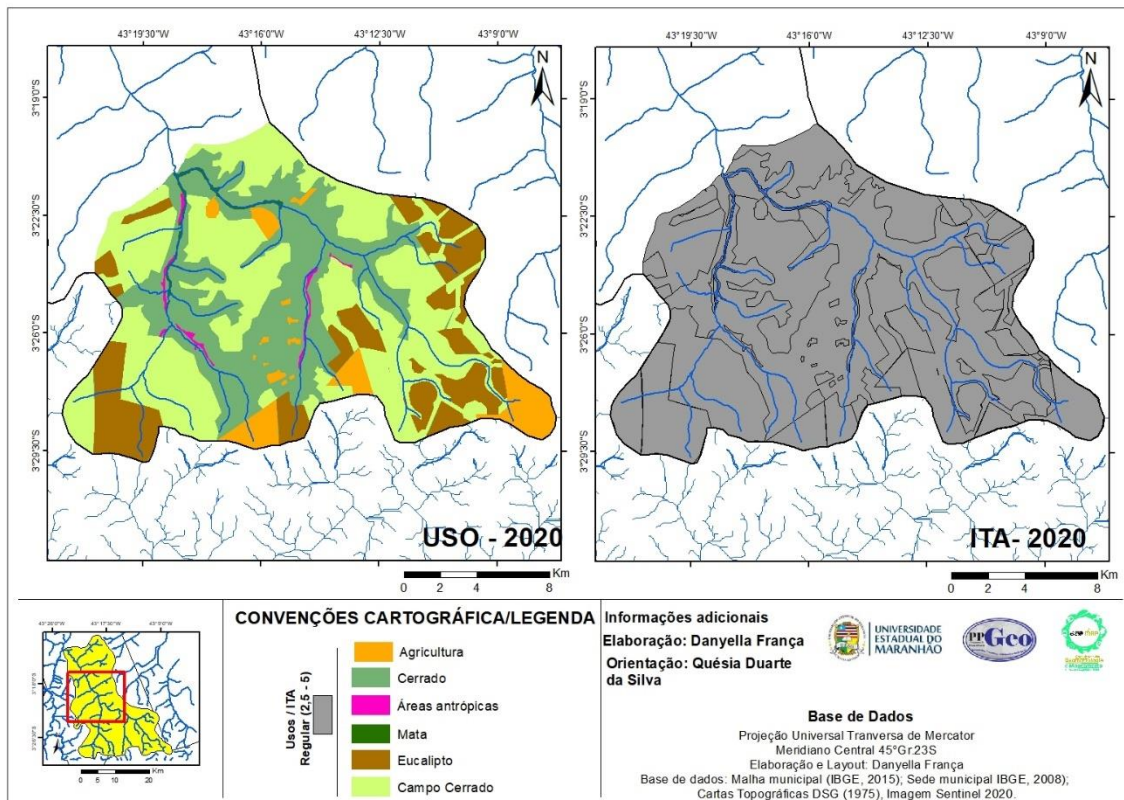 43°19'30"W 43°16'0"W 43°12'30"W 43°9'0"W
43°19'30"W 43°16'0"W 43°12'30"W 43°9'0"W
N
N
3°19'0"S
3°22'30"S
3°26'0"S
3°29'30"S
3°19'0"S
3°22'30"S
3°26'0"S
3°29'30"S
USO - 2020
ITA- 2020
Km
0 2 4 8
Km
0 2 4 8
CONVENÇÕES CARTOGRÁFICA/LEGENDA
Usos / ITA
Regular (2,5 - 5)
Agricultura
Cerrado
Áreas antrópicas
Mata
Eucalipto
Campo Cerrado
Km
0 5 10 20
Informações adicionais
Elaboração: Danyella França
Orientação: Quésia Duarte
da Silva
UNIVERSIDADE
ESTADUAL DO
MARANHÃO
PPGeo
Base de Dados
Projeção Universal Tranversa de Mercator
Meridiano Central 45°Gr.23S
Elaboração e Layout: Danyella França
Base de dados: Malha municipal (IBGE, 2015); Sede municipal IBGE, 2008);
Cartas Topográficas DSG (1975), Imagem Sentinel 2020.